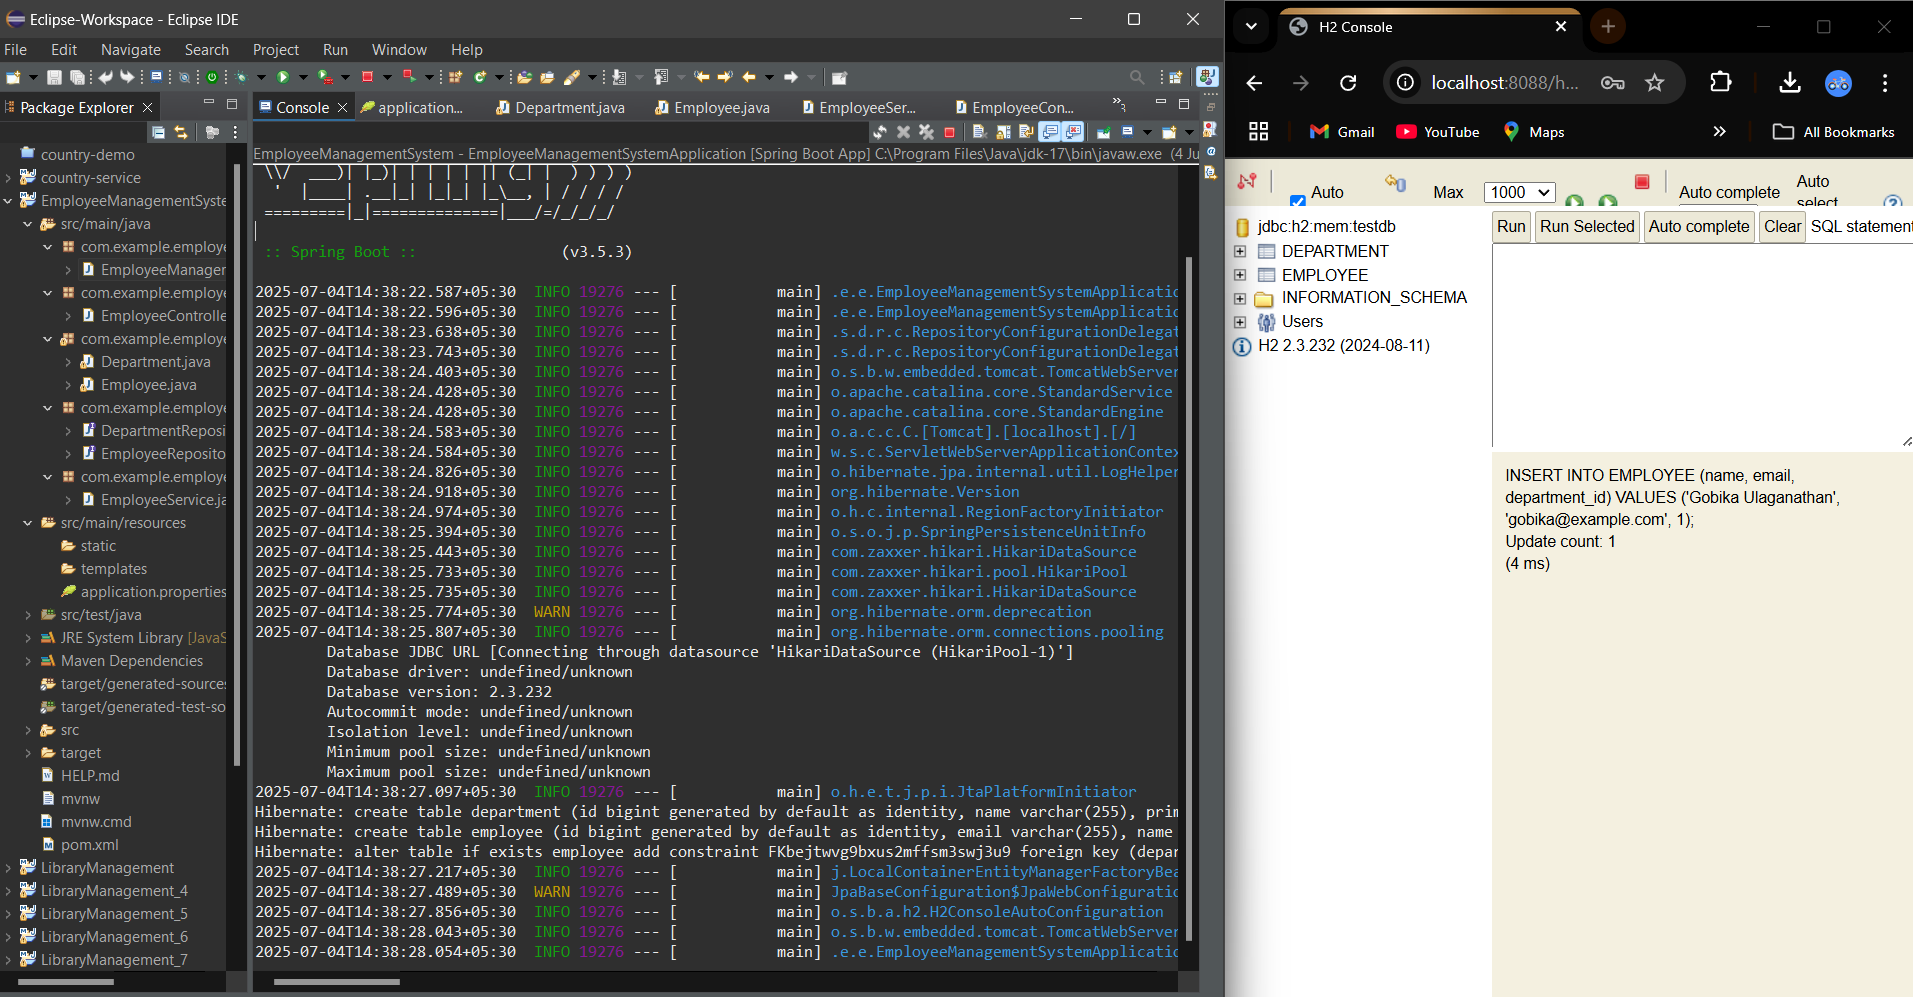 Eclipse-Workspace - Eclipse IDE
File Edit Navigate Search Project Run Window Help
Package Explorer
country-demo
country-service
EmployeeManagementSyste
src/main/java
com.example.employe
EmployeeManager
com.example.employe
EmployeeControlle
com.example.employe
Department.java
Employee.java
com.example.employe
DepartmentReposi
EmployeeReposito
com.example.employe
EmployeeService.ja
src/main/resources
static
templates
application.properties
src/test/java
JRE System Library [JavaS
Maven Dependencies
target/generated-sources
target/generated-test-so
src
target
HELP.md
mvnw
mvnw.cmd
pom.xml
LibraryManagement
LibraryManagement_4
LibraryManagement_5
LibraryManagement_6
LibraryManagement_7
Console application... Department.java Employee.java EmployeeSer... EmployeeCon...
EmployeeManagementSystem - EmployeeManagementSystemApplication [Spring Boot App] C:\Program Files\Java\jdk-17\bin\javaw.exe (4 Ju
\\/  ___)| |_)| | | | | || (_| |  ) ) ) )
'  |____| .__|_| |_|_| |_\__, | / / / /
=========|_|==============|___/=/_/_/_/
:: Spring Boot :: (v3.5.3)
2025-07-04T14:38:22.587+05:30 INFO 19276 --- [ main] .e.e.EmployeeManagementSystemApplicatio
2025-07-04T14:38:22.596+05:30 INFO 19276 --- [ main] .e.e.EmployeeManagementSystemApplicatio
2025-07-04T14:38:23.638+05:30 INFO 19276 --- [ main] .s.d.r.c.RepositoryConfigurationDelegat
2025-07-04T14:38:23.743+05:30 INFO 19276 --- [ main] .s.d.r.c.RepositoryConfigurationDelegat
2025-07-04T14:38:24.403+05:30 INFO 19276 --- [ main] o.s.b.w.embedded.tomcat.TomcatWebServer
2025-07-04T14:38:24.428+05:30 INFO 19276 --- [ main] o.apache.catalina.core.StandardService
2025-07-04T14:38:24.428+05:30 INFO 19276 --- [ main] o.apache.catalina.core.StandardEngine
2025-07-04T14:38:24.583+05:30 INFO 19276 --- [ main] o.a.c.c.C.[Tomcat].[localhost].[/]
2025-07-04T14:38:24.584+05:30 INFO 19276 --- [ main] w.s.c.ServletWebServerApplicationContex
2025-07-04T14:38:24.826+05:30 INFO 19276 --- [ main] o.hibernate.jpa.internal.util.LogHelper
2025-07-04T14:38:24.918+05:30 INFO 19276 --- [ main] org.hibernate.Version
2025-07-04T14:38:24.974+05:30 INFO 19276 --- [ main] o.h.c.internal.RegionFactoryInitiator
2025-07-04T14:38:25.394+05:30 INFO 19276 --- [ main] o.s.o.j.p.SpringPersistenceUnitInfo
2025-07-04T14:38:25.443+05:30 INFO 19276 --- [ main] com.zaxxer.hikari.HikariDataSource
2025-07-04T14:38:25.733+05:30 INFO 19276 --- [ main] com.zaxxer.hikari.pool.HikariPool
2025-07-04T14:38:25.735+05:30 INFO 19276 --- [ main] com.zaxxer.hikari.HikariDataSource
2025-07-04T14:38:25.774+05:30 WARN 19276 --- [ main] org.hibernate.orm.deprecation
2025-07-04T14:38:25.807+05:30 INFO 19276 --- [ main] org.hibernate.orm.connections.pooling
Database JDBC URL [Connecting through datasource 'HikariDataSource (HikariPool-1)']
Database driver: undefined/unknown
Database version: 2.3.232
Autocommit mode: undefined/unknown
Isolation level: undefined/unknown
Minimum pool size: undefined/unknown
Maximum pool size: undefined/unknown
2025-07-04T14:38:27.097+05:30 INFO 19276 --- [ main] o.h.e.t.j.p.i.JtaPlatformInitiator
Hibernate: create table department (id bigint generated by default as identity, name varchar(255), prim
Hibernate: create table employee (id bigint generated by default as identity, email varchar(255), name
Hibernate: alter table if exists employee add constraint FKbejtwvg9bxus2mffsm3swj3u9 foreign key (depar
2025-07-04T14:38:27.217+05:30 INFO 19276 --- [ main] j.LocalContainerEntityManagerFactoryBea
2025-07-04T14:38:27.489+05:30 WARN 19276 --- [ main] JpaBaseConfiguration$JpaWebConfiguratio
2025-07-04T14:38:27.856+05:30 INFO 19276 --- [ main] o.s.b.a.h2.H2ConsoleAutoConfiguration
2025-07-04T14:38:28.043+05:30 INFO 19276 --- [ main] o.s.b.w.embedded.tomcat.TomcatWebServer
2025-07-04T14:38:28.054+05:30 INFO 19276 --- [ main] .e.e.EmployeeManagementSystemApplicatio
H2 Console
localhost:8088/h...
Gmail YouTube Maps » All Bookmarks
Auto Max 1000 Auto complete Auto select
jdbc:h2:mem:testdb
DEPARTMENT
EMPLOYEE
INFORMATION_SCHEMA
Users
H2 2.3.232 (2024-08-11)
Run Run Selected Auto complete Clear SQL statement
INSERT INTO EMPLOYEE (name, email,
department_id) VALUES ('Gobika Ulaganathan',
'gobika@example.com', 1);
Update count: 1
(4 ms)